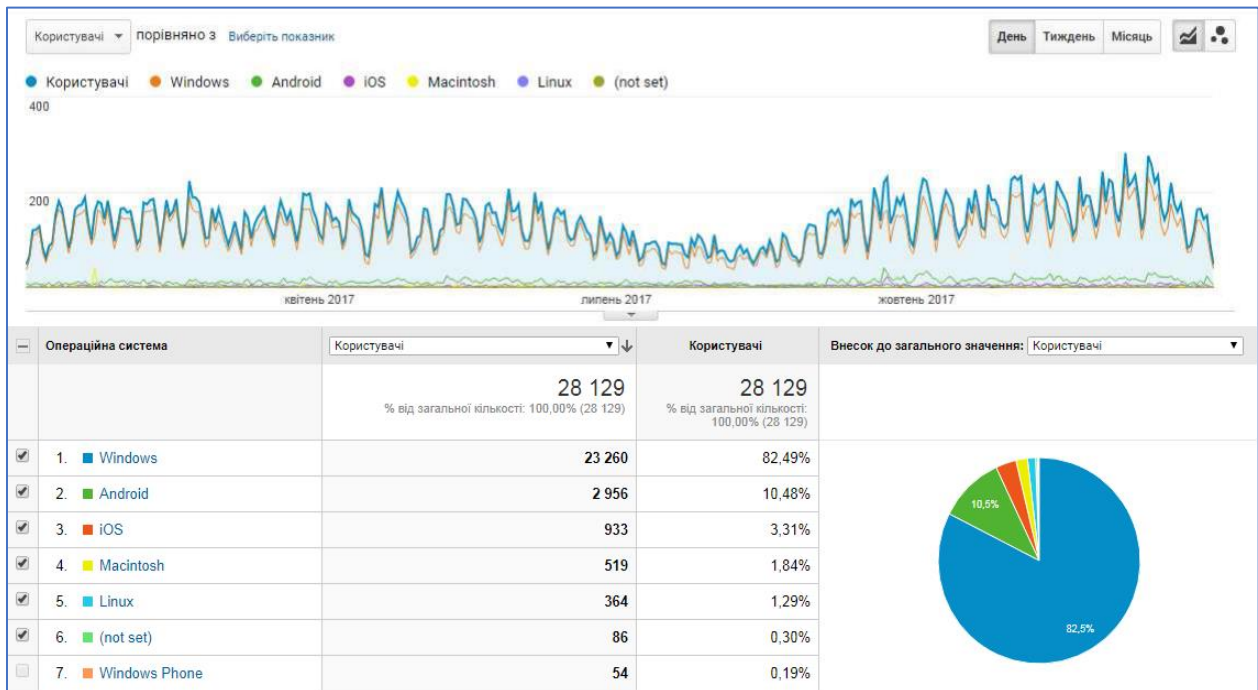 Користувачі порівняно з Виберіть показник День Тиждень Місяць
Користувачі Windows Android iOS Macintosh Linux (not set)
400
200
квітень 2017 липень 2017 жовтень 2017
Операційна система Користувачі Користувачі Внесок до загального значення: Користувачі
28 129 28 129
% від загальної кількості: 100,00% (28 129) % від загальної кількості:
100,00% (28 129)
1. Windows 23 260 82,49%
2. Android 2 956 10,48%
3. iOS 933 3,31%
4. Macintosh 519 1,84%
5. Linux 364 1,29%
6. (not set) 86 0,30%
7. Windows Phone 54 0,19%
10,5%
82,5%